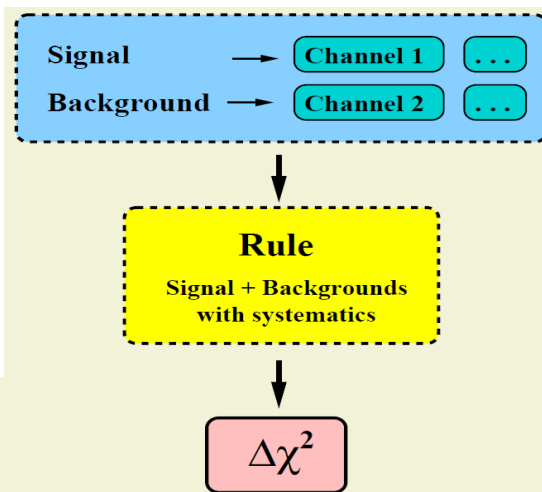 Signal Channel 1 ...
Background Channel 2 ...
Rule
Signal + Backgrounds
with systematics
Δχ²